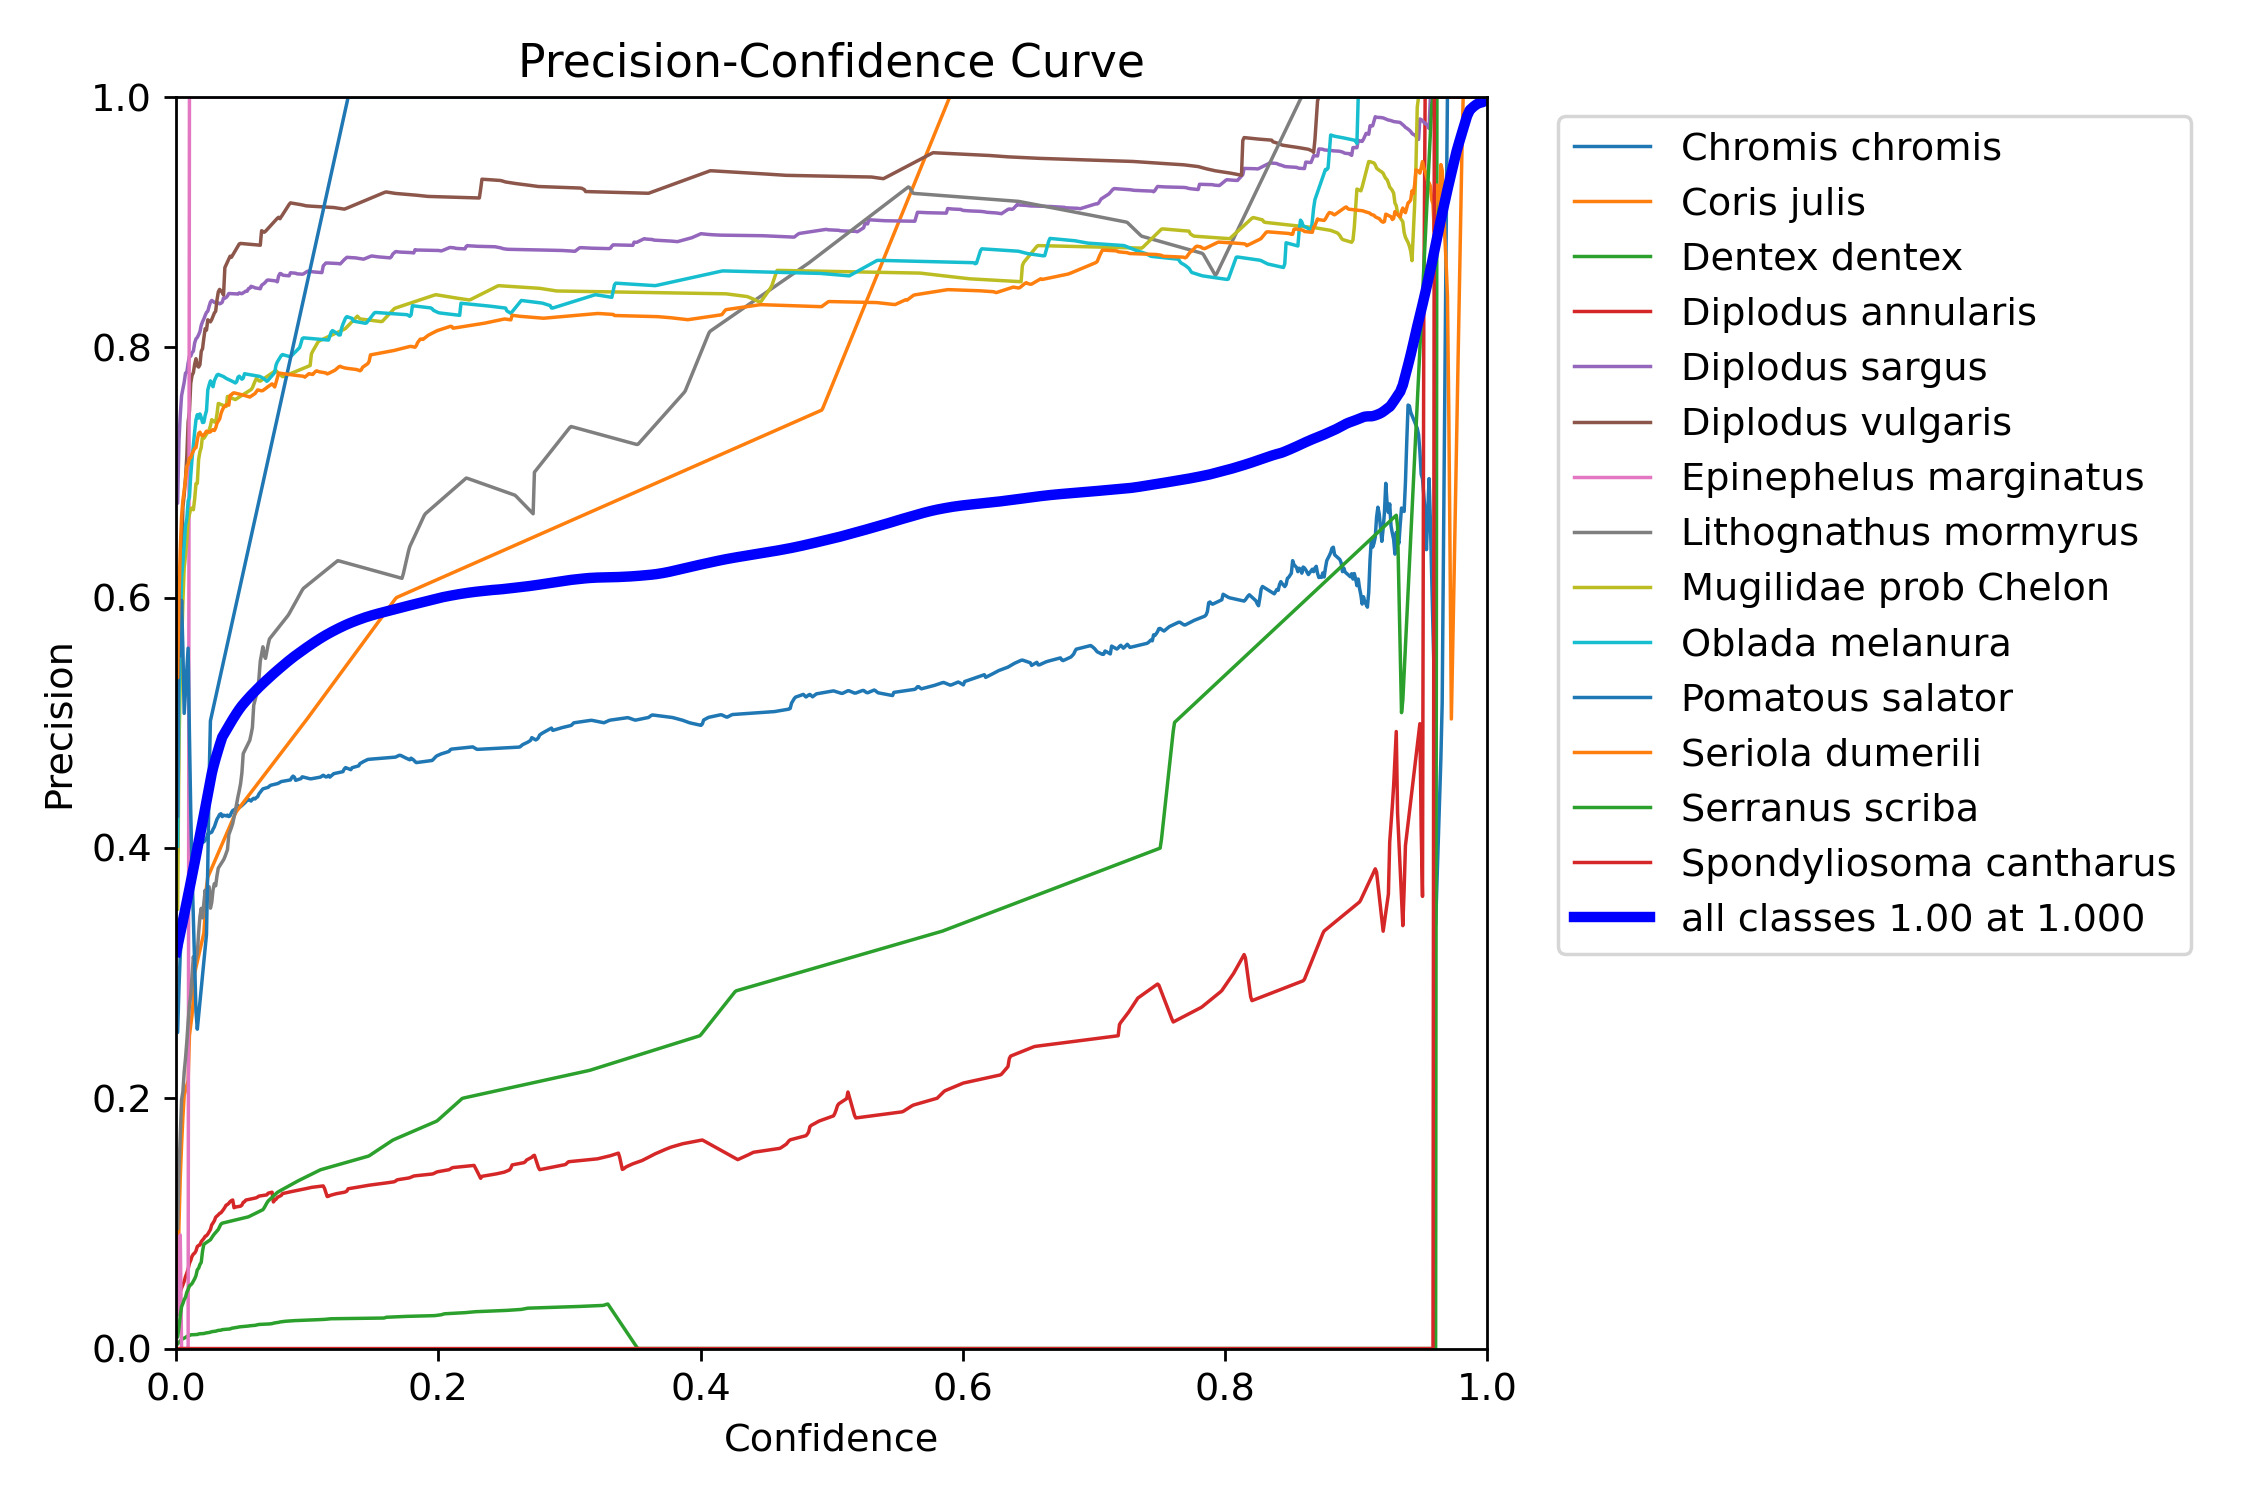 Precision-Confidence Curve
1.0
0.8
0.6
0.4
0.2
0.0
Precision
0.0 0.2 0.4 0.6 0.8 1.0
Confidence
Chromis chromis
Coris julis
Dentex dentex
Diplodus annularis
Diplodus sargus
Diplodus vulgaris
Epinephelus marginatus
Lithognathus mormyrus
Mugilidae prob Chelon
Oblada melanura
Pomatous salator
Seriola dumerili
Serranus scriba
Spondyliosoma cantharus
all classes 1.00 at 1.000